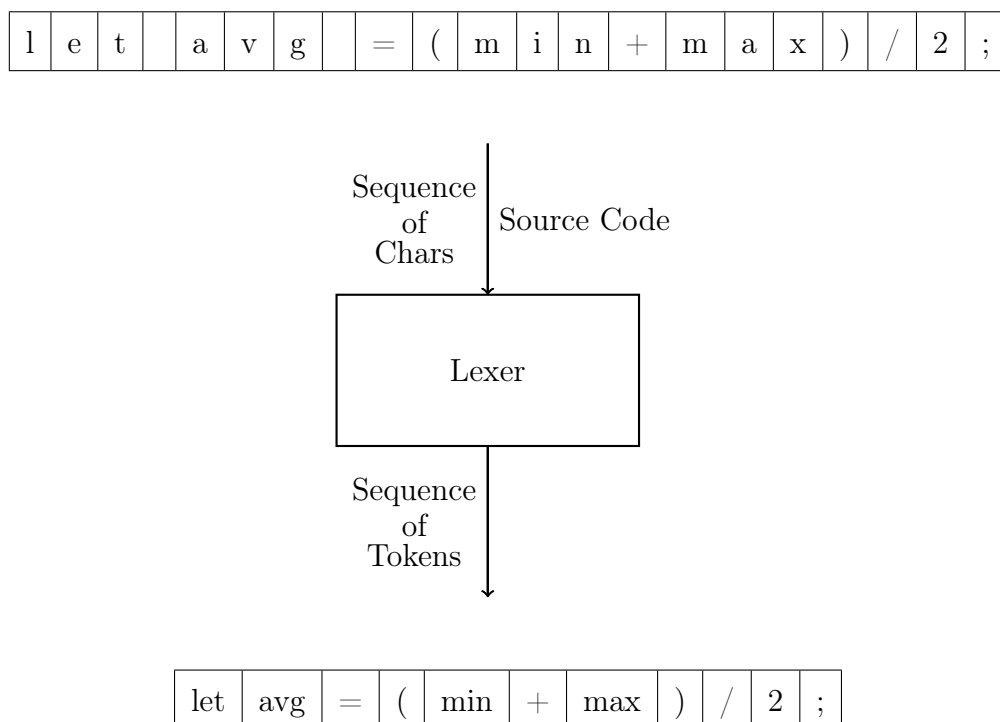 l e t a v g = ( m i n + m a x ) / 2 ;
Sequence
of
Chars
Source Code
Lexer
Sequence
of
Tokens
let avg = ( min + max ) / 2 ;